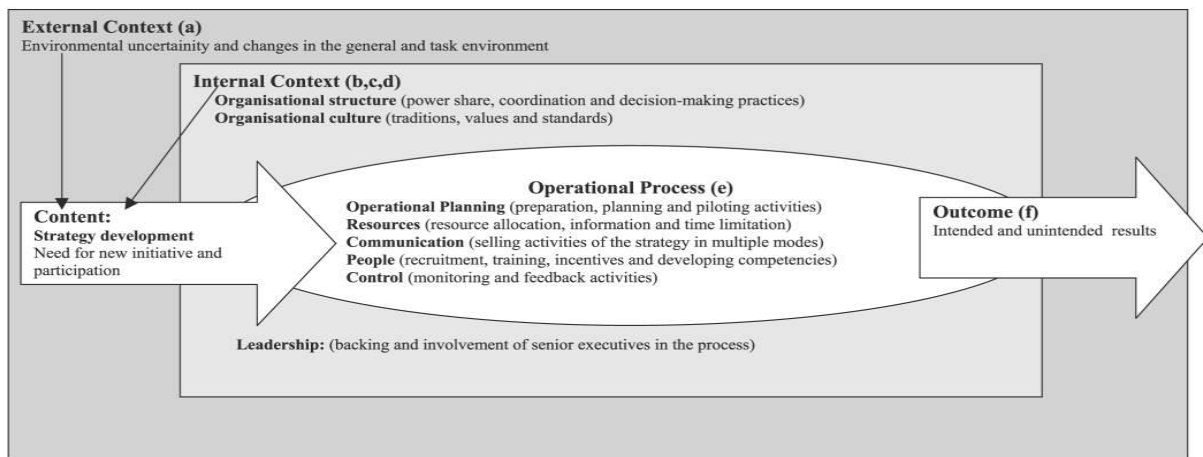 External Context (a)
Environmental uncertainity and changes in the general and task environment
Internal Context (b,c,d)
Organisational structure (power share, coordination and decision-making practices)
Organisational culture (traditions, values and standards)
Operational Process (e)
Operational Planning (preparation, planning and piloting activities)
Resources (resource allocation, information and time limitation)
Communication (selling activities of the strategy in multiple modes)
People (recruitment, training, incentives and developing competencies)
Control (monitoring and feedback activities)
Content:
Strategy development
Need for new initiative and
participation
Outcome (f)
Intended and unintended results
Leadership: (backing and involvement of senior executives in the process)